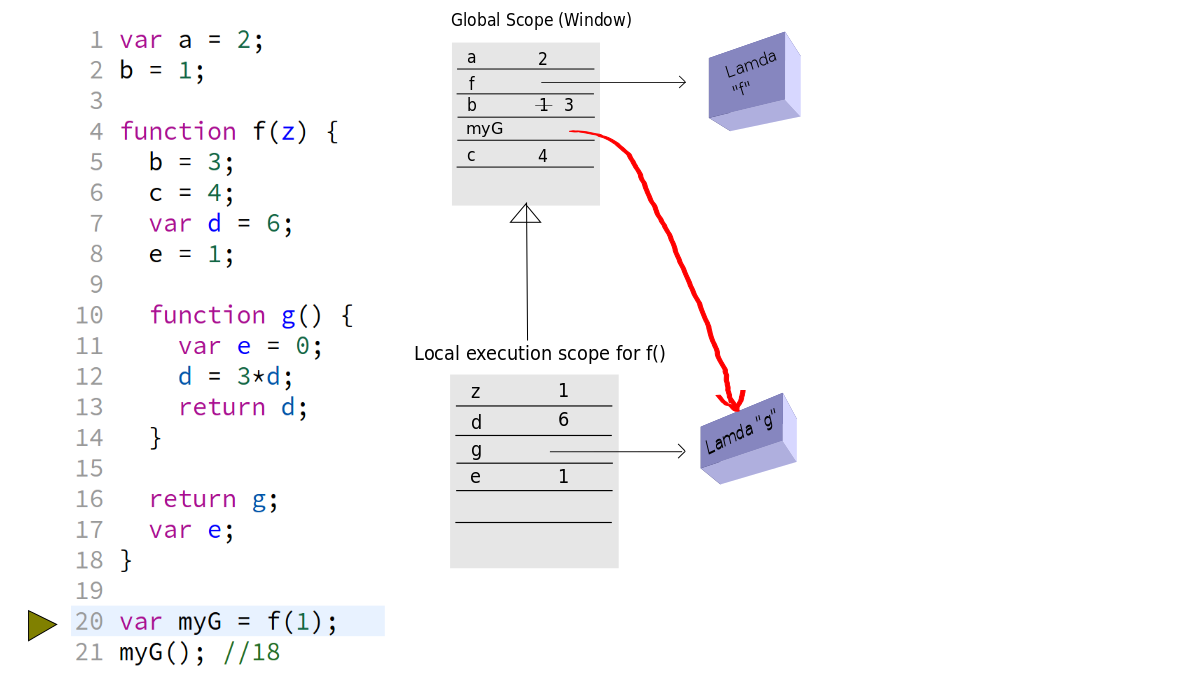 1 var a = 2;
2 b = 1;
3
4 function f(z) {
5 b = 3;
6 c = 4;
7 var d = 6;
8 e = 1;
9
10 function g() {
11 var e = 0;
12 d = 3*d;
13 return d;
14 }
15
16 return g;
17 var e;
18 }
19
20 var myG = f(1);
21 myG(); //18
Global Scope (Window)
a 2
f
b 1 3
myG
c 4
Lamda
"f"
Local execution scope for f()
z 1
d 6
g
e 1
Lamda "g"